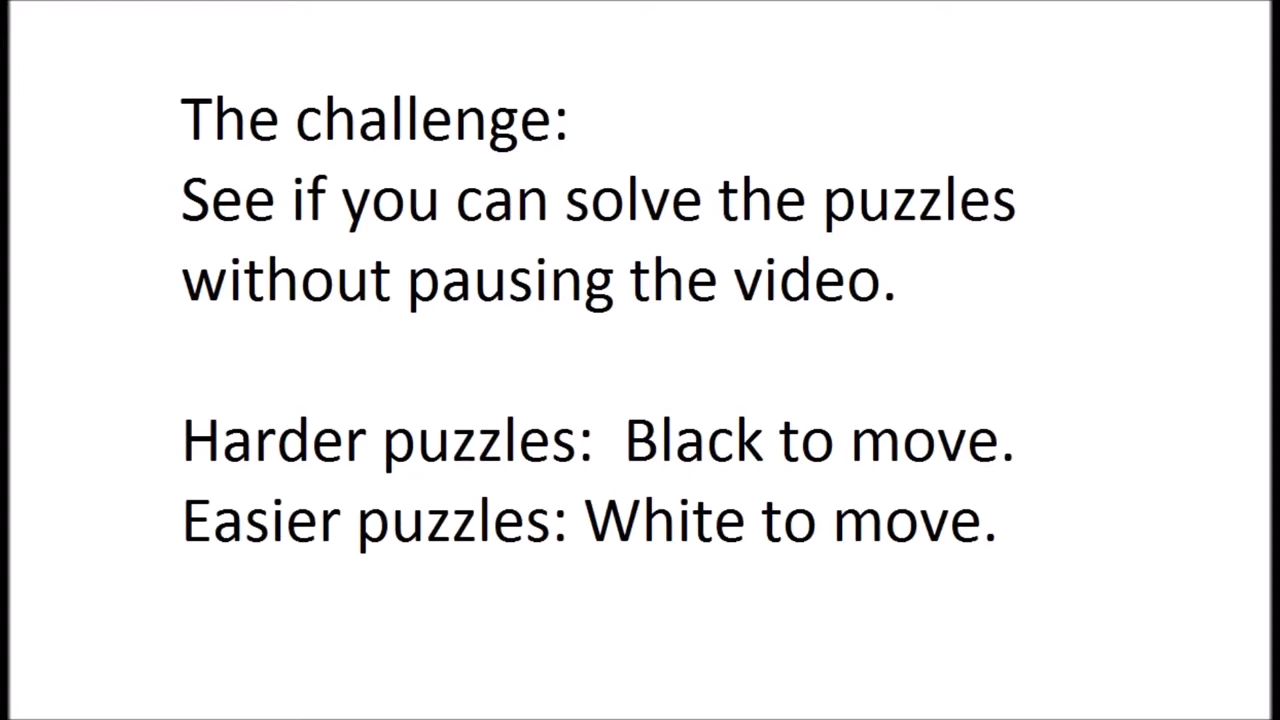 The challenge:
See if you can solve the puzzles
without pausing the video.
Harder puzzles:  Black to move.
Easier puzzles: White to move.